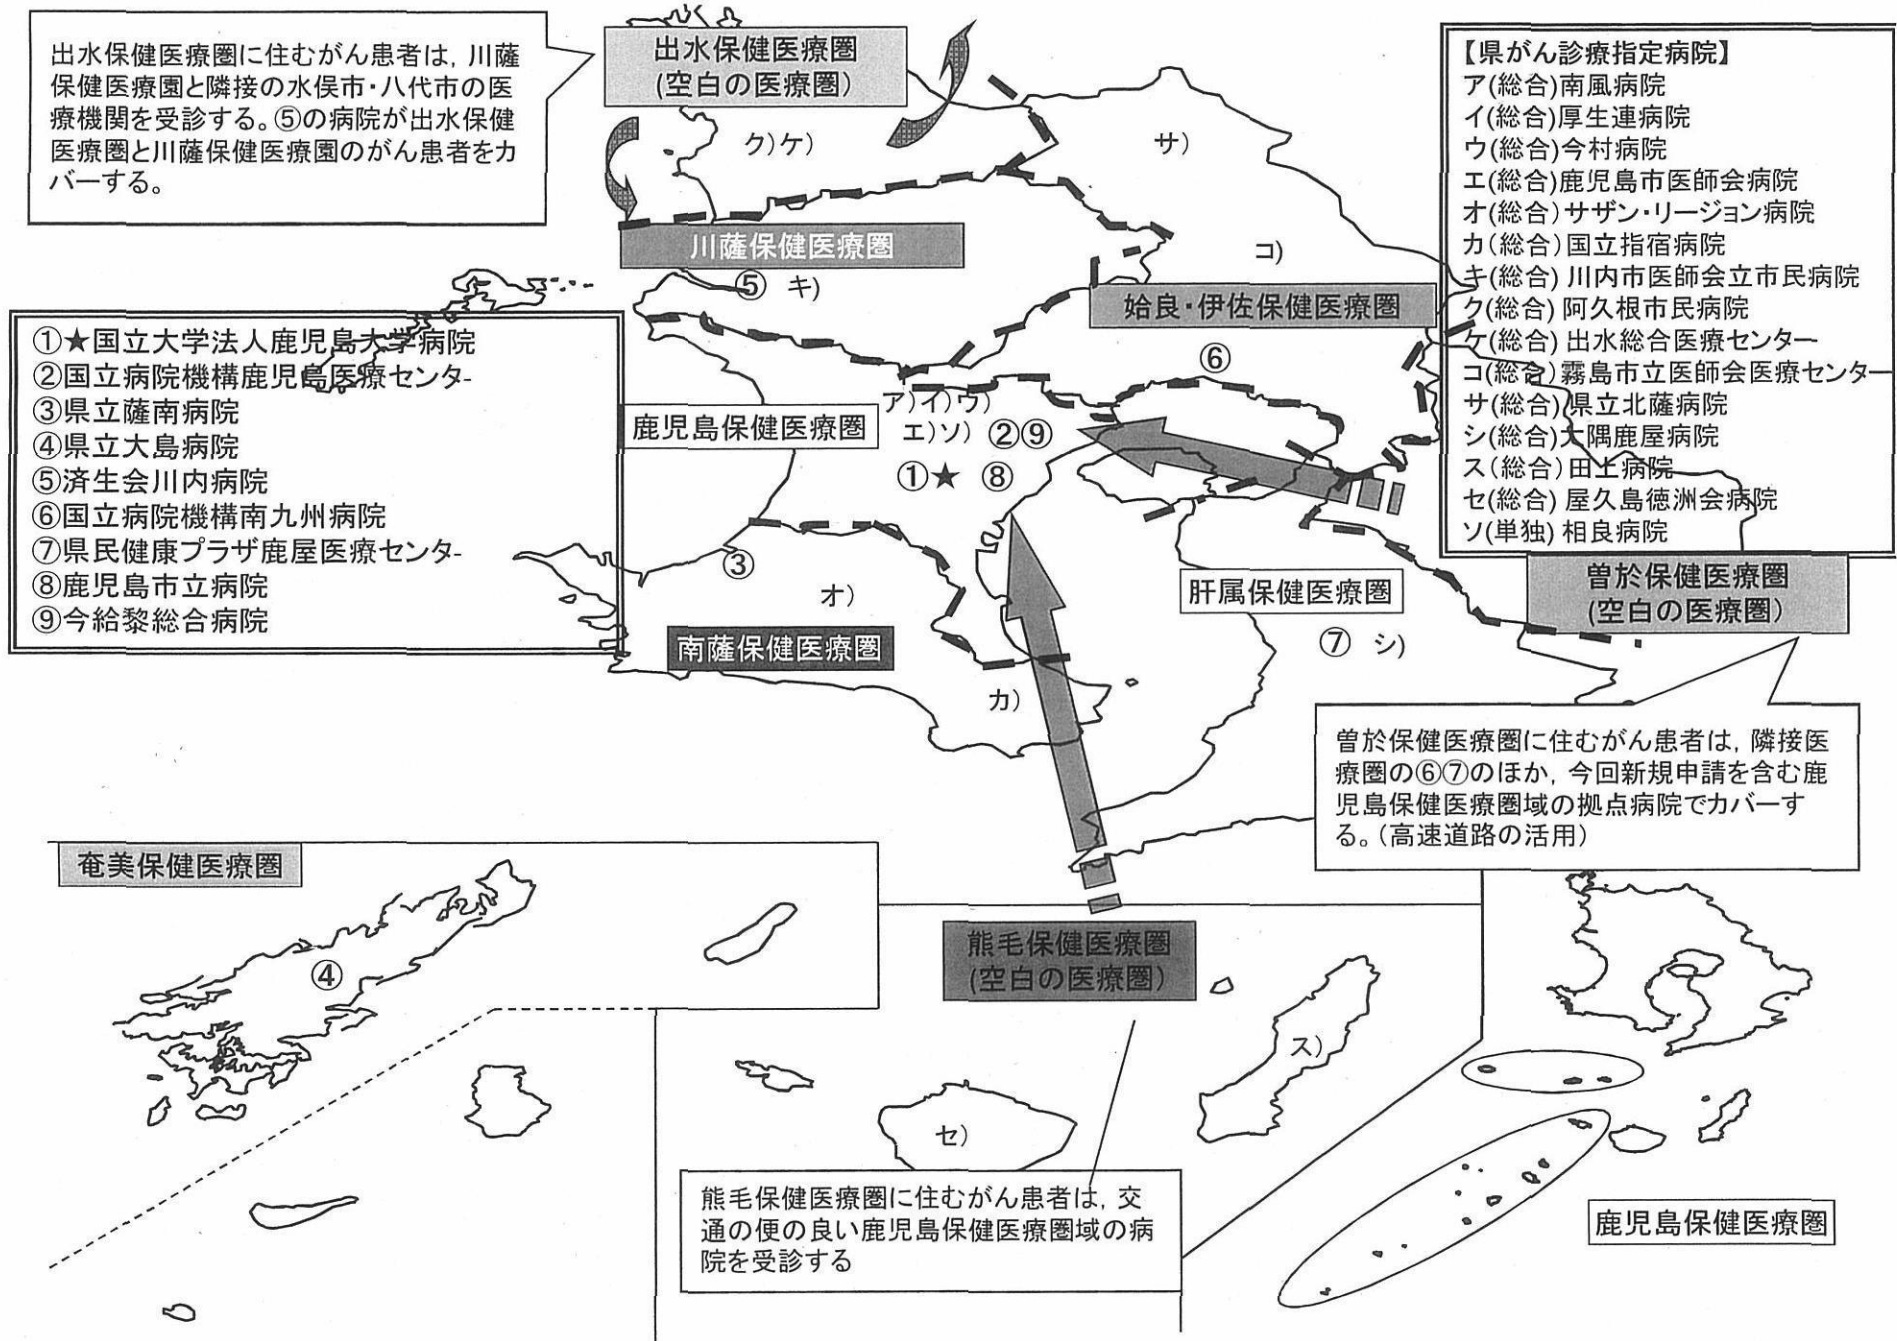 出水保健医療圏に住むがん患者は, 川薩
保健医療園と隣接の水俣市・八代市の医
療機関を受診する。⑤の病院が出水保健
医療圏と川薩保健医療園のがん患者をカ
バーする。
出水保健医療圏
(空白の医療圏)
【県がん診療指定病院】
ア(総合)南風病院
イ(総合)厚生連病院
ウ(総合)今村病院
エ(総合)鹿児島市医師会病院
オ(総合)サザン・リージョン病院
カ(総合)国立指宿病院
キ(総合) 川内市医師会立市民病院
ク(総合) 阿久根市民病院
ケ(総合) 出水総合医療センター
コ(総合) 霧島市立医師会医療センター
サ(総合) 県立北薩病院
シ(総合)大隅鹿屋病院
ス(総合)田上病院
セ(総合) 屋久島徳洲会病院
ソ(単独) 相良病院
ク)ケ)
サ)
川薩保健医療圏
コ)
⑤ キ)
姶良・伊佐保健医療圏
⑥
①★国立大学法人鹿児島大学病院
②国立病院機構鹿児島医療センター
③県立薩南病院
④県立大島病院
⑤済生会川内病院
⑥国立病院機構南九州病院
⑦県民健康プラザ鹿屋医療センター
⑧鹿児島市立病院
⑨今給黎総合病院
鹿児島保健医療圏
ア)イ)ウ)
エ)ソ) ②⑨
①★ ⑧
③
オ)
南薩保健医療圏
カ)
肝属保健医療圏
⑦ シ)
曽於保健医療圏
(空白の医療圏)
曽於保健医療圏に住むがん患者は, 隣接医
療圏の⑥⑦のほか, 今回新規申請を含む鹿
児島保健医療圏域の拠点病院でカバーす
る。(高速道路の活用)
奄美保健医療圏
④
熊毛保健医療圏
(空白の医療圏)
ス)
セ)
熊毛保健医療圏に住むがん患者は, 交
通の便の良い鹿児島保健医療圏域の病
院を受診する
鹿児島保健医療圏